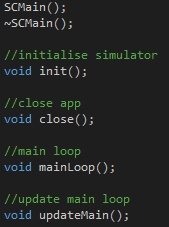 SCMain();
~SCMain();
//initialise simulator
void init();
//close app
void close();
//main loop
void mainLoop();
//update main loop
void updateMain();